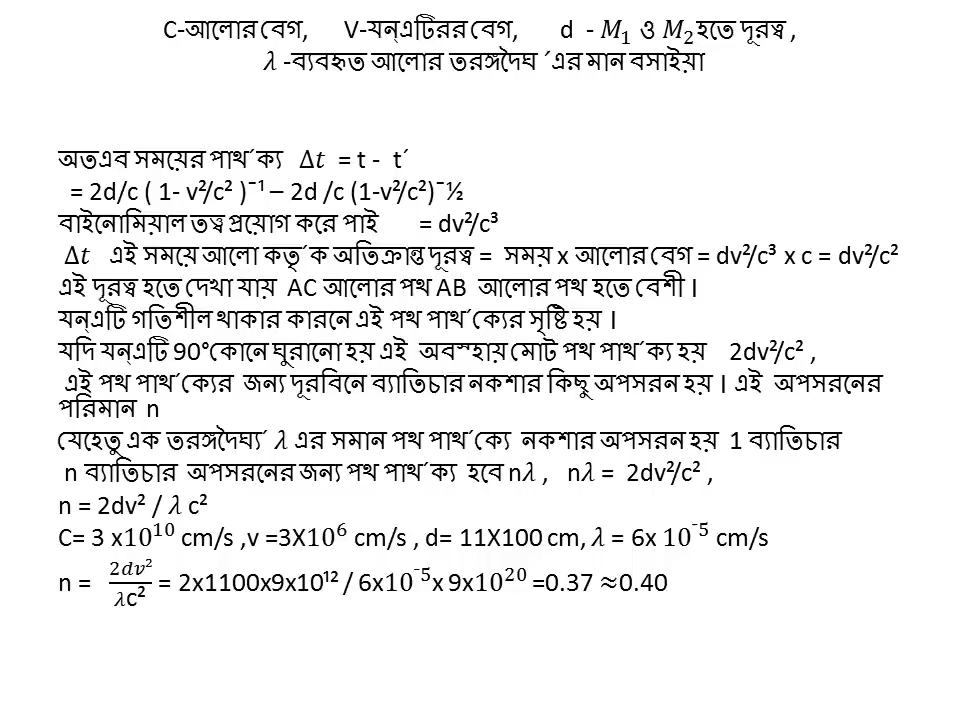 C-আলোর বেগ, V-যন্এটিরর বেগ, d - M₁ ও M₂ হতে দূরত্ব ,
λ -ব্যবহৃত আলোর তরঙ্গদৈঘ ´এর মান বসাইয়া
অতএব সময়ের পাথ´ক্য Δt = t - t´
= 2d/c ( 1- v²/c² )¯¹ – 2d /c (1-v²/c²)¯½
বাইনোমিয়াল তত্ত্ব প্রয়োগ করে পাই = dv²/c³
Δt এই সময়ে আলো কতৃ´ক অতিক্রান্ত দূরত্ব = সময় x আলোর বেগ = dv²/c³ x c = dv²/c²
এই দূরত্ব হতে দেখা যায় AC আলোর পথ AB আলোর পথ হতে বেশী ।
যন্এটি গতিশীল থাকার কারনে এই পথ পাথ´ক্যের সৃষ্টি হয় ।
যদি যন্এটি 90°কোনে ঘুরানো হয় এই অবস্হায় মোট পথ পাথ´ক্য হয় 2dv²/c² ,
এই পথ পাথ´ক্যের জন্য দূরবিনে ব্যাতিচার নকশার কিছু অপসরন হয় । এই অপসরনের
পরিমান n
যেহেতু এক তরঙ্গদৈঘ্য´ λ এর সমান পথ পাথ´ক্যে নকশার অপসরন হয় 1 ব্যাতিচার
n ব্যাতিচার অপসরনের জন্য পথ পাথ´ক্য হবে nλ , nλ = 2dv²/c² ,
n = 2dv² / λ c²
C= 3 x10¹⁰ cm/s ,v =3X10⁶ cm/s , d= 11X100 cm, λ = 6x 10¯⁵ cm/s
n = 2dv²/λc² = 2x1100x9x10¹² / 6x10¯⁵x 9x10²⁰ =0.37 ≈0.40